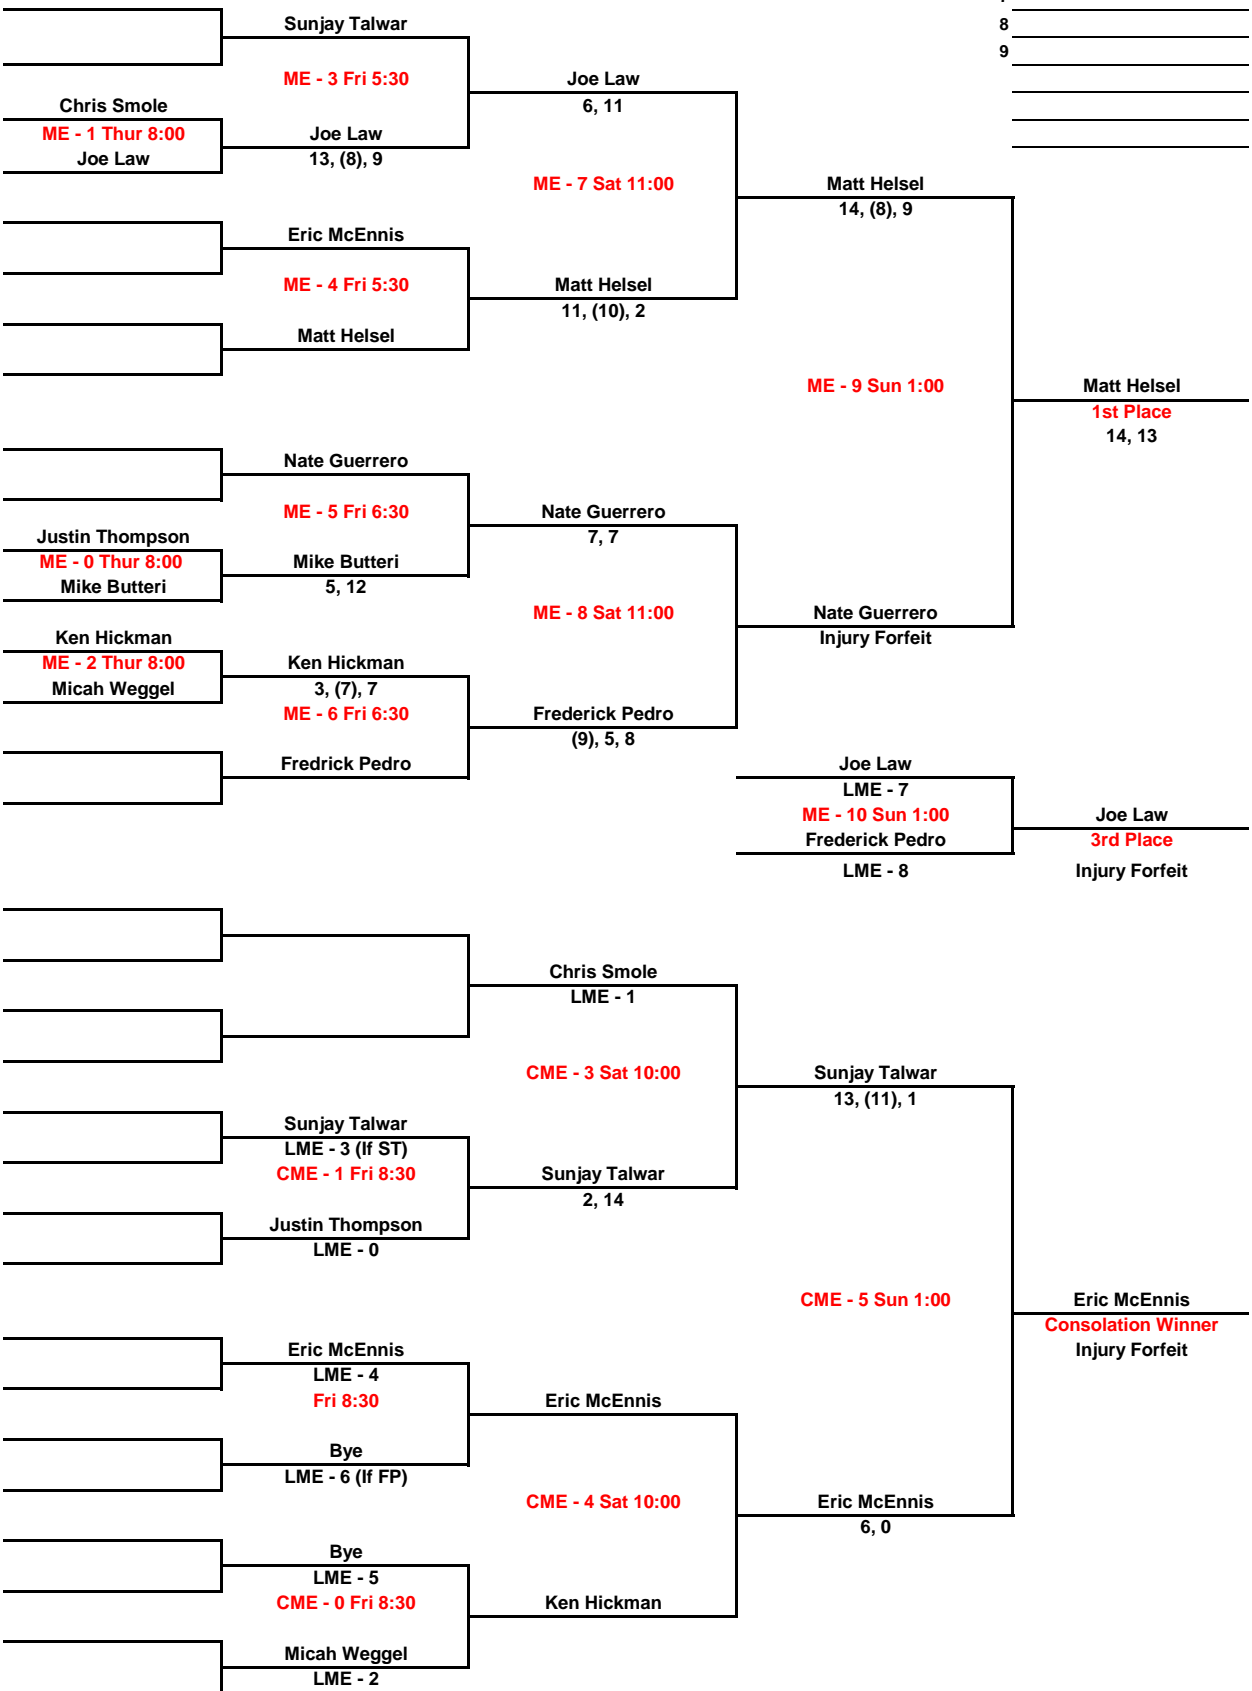 Sunjay Talwar
8
9
ME - 3 Fri 5:30
Joe Law
6, 11
Chris Smole
ME - 1 Thur 8:00
Joe Law
Joe Law
13, (8), 9
ME - 7 Sat 11:00
Matt Helsel
14, (8), 9
Eric McEnnis
ME - 4 Fri 5:30
Matt Helsel
11, (10), 2
Matt Helsel
ME - 9 Sun 1:00
Matt Helsel
1st Place
14, 13
Nate Guerrero
ME - 5 Fri 6:30
Nate Guerrero
7, 7
Justin Thompson
ME - 0 Thur 8:00
Mike Butteri
Mike Butteri
5, 12
ME - 8 Sat 11:00
Nate Guerrero
Injury Forfeit
Ken Hickman
ME - 2 Thur 8:00
Micah Weggel
Ken Hickman
3, (7), 7
ME - 6 Fri 6:30
Frederick Pedro
(9), 5, 8
Fredrick Pedro
Joe Law
LME - 7
ME - 10 Sun 1:00
Frederick Pedro
LME - 8
Joe Law
3rd Place
Injury Forfeit
Chris Smole
LME - 1
CME - 3 Sat 10:00
Sunjay Talwar
13, (11), 1
Sunjay Talwar
LME - 3 (If ST)
CME - 1 Fri 8:30
Sunjay Talwar
2, 14
Justin Thompson
LME - 0
CME - 5 Sun 1:00
Eric McEnnis
Consolation Winner
Injury Forfeit
Eric McEnnis
LME - 4
Fri 8:30
Eric McEnnis
Bye
LME - 6 (If FP)
CME - 4 Sat 10:00
Eric McEnnis
6, 0
Bye
LME - 5
CME - 0 Fri 8:30
Ken Hickman
Micah Weggel
LME - 2